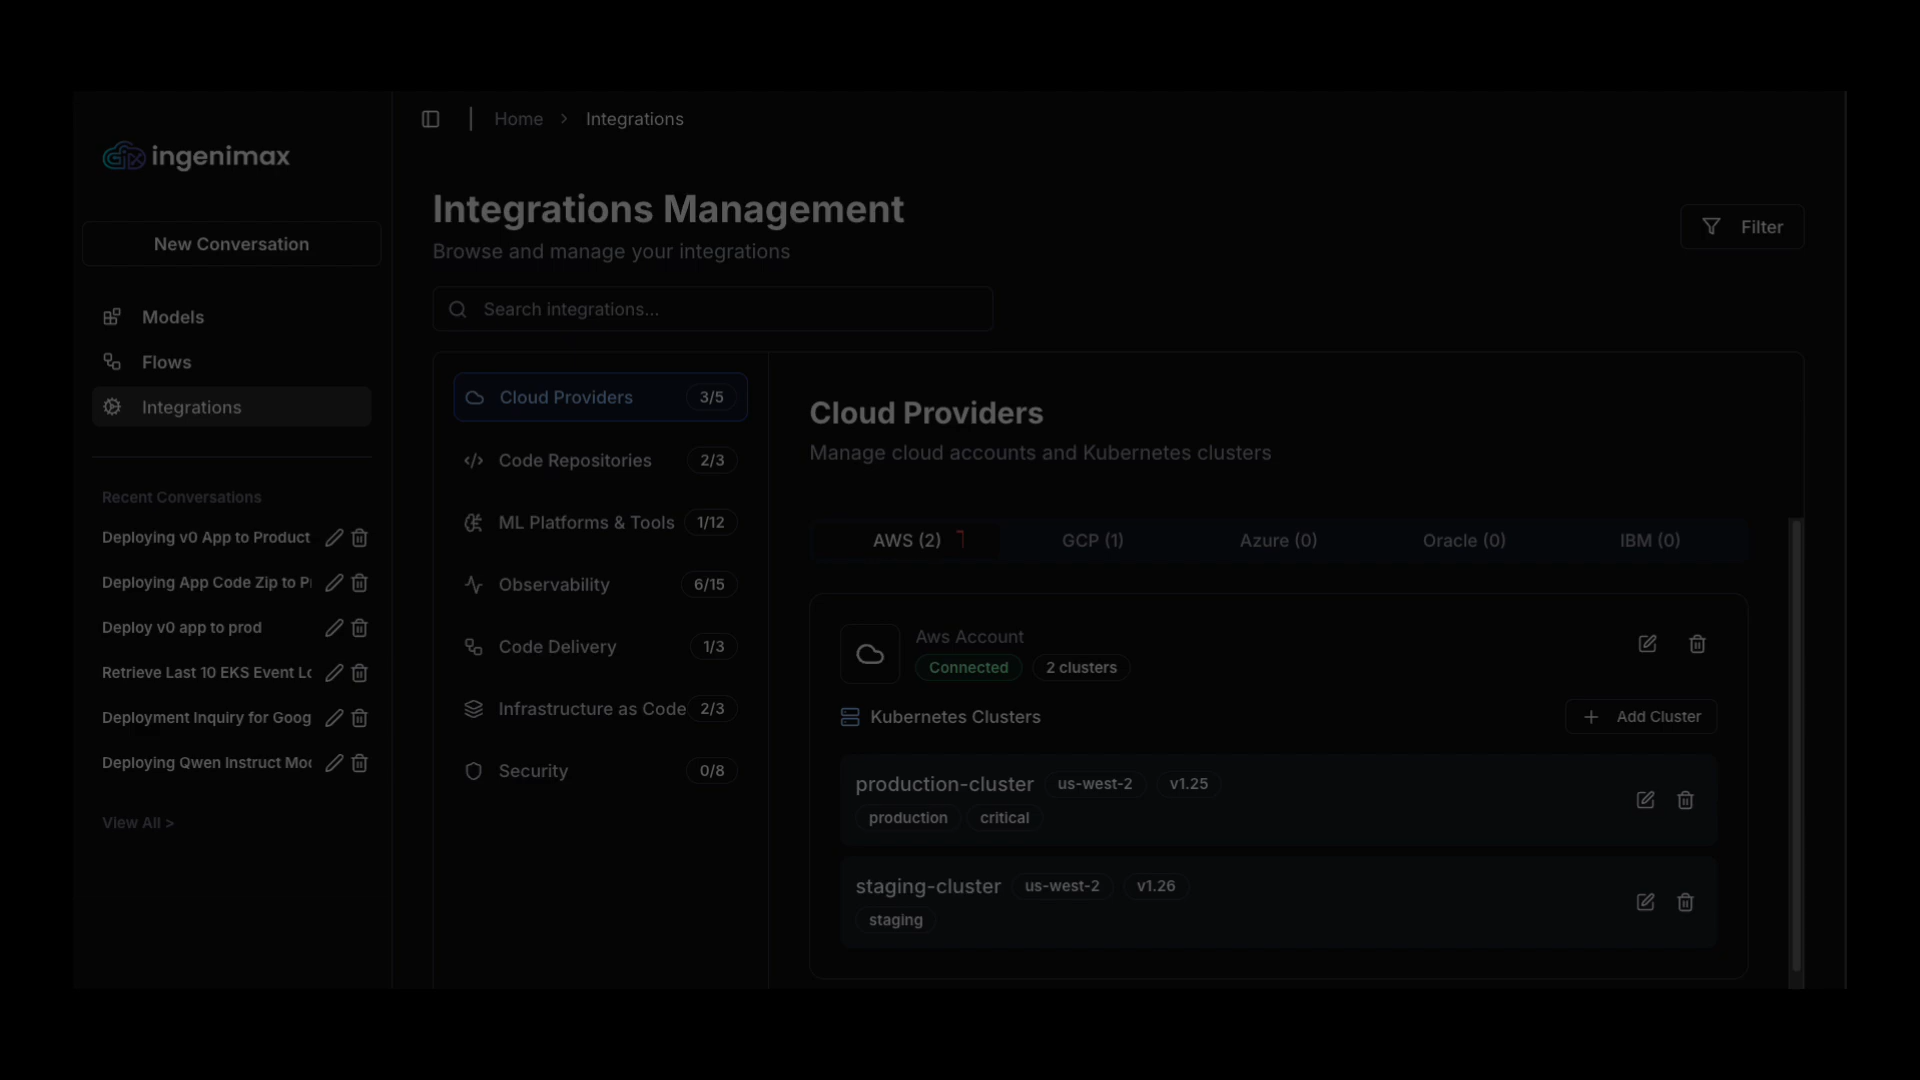 ingenimax
New Conversation
Models
Flows
Integrations
Recent Conversations
Deploying v0 App to Product
Deploying App Code Zip to P
Deploy v0 app to prod
Retrieve Last 10 EKS Event Lo
Deployment Inquiry for Goog
Deploying Qwen Instruct Mo
View All >
Home > Integrations
Integrations Management
Browse and manage your integrations
Filter
Search integrations...
Cloud Providers 3/5
Code Repositories 2/3
ML Platforms & Tools 1/12
Observability 6/15
Code Delivery 1/3
Infrastructure as Code 2/3
Security 0/8
Cloud Providers
Manage cloud accounts and Kubernetes clusters
AWS (2) GCP (1) Azure (0) Oracle (0) IBM (0)
Aws Account
Connected 2 clusters
Kubernetes Clusters
Add Cluster
production-cluster us-west-2 v1.25
production critical
staging-cluster us-west-2 v1.26
staging